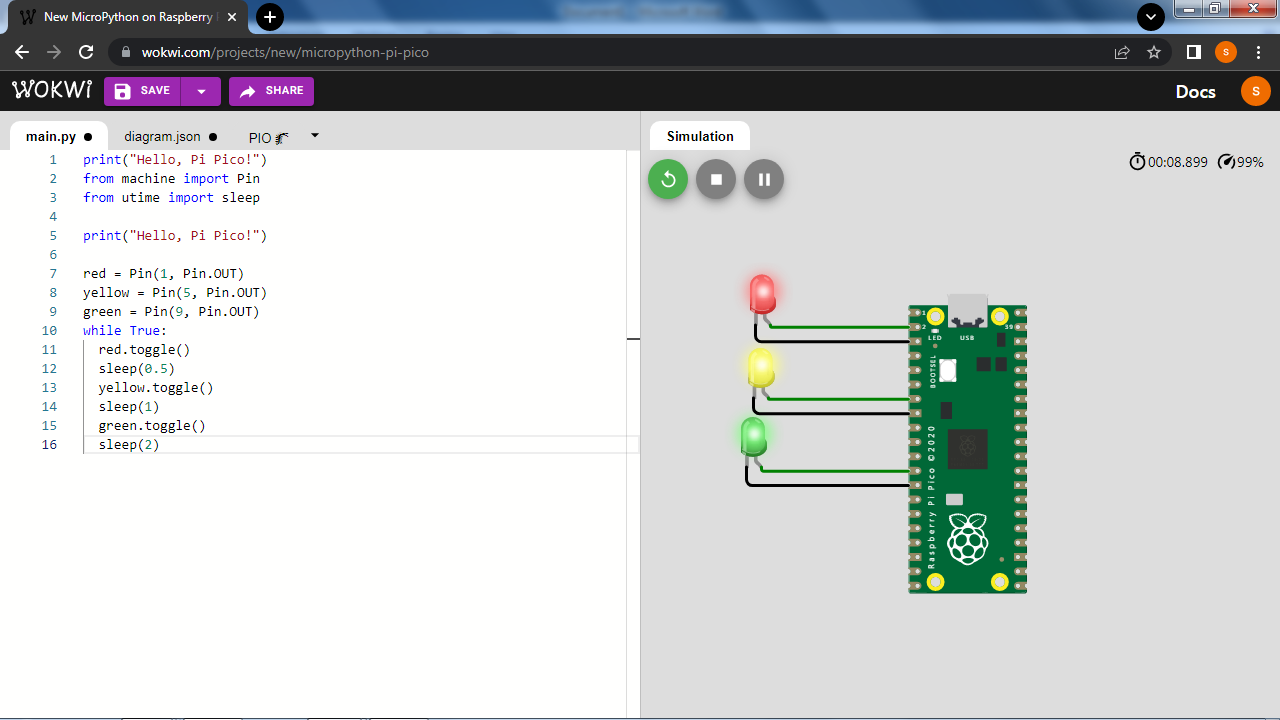 New MicroPython on Raspberry
wokwi.com/projects/new/micropython-pi-pico
S
WOKWi
SAVE
SHARE
Docs
S
main.py
diagram.json
PIO
Simulation
00:08.899
99%
1 print("Hello, Pi Pico!")
2 from machine import Pin
3 from utime import sleep
4
5 print("Hello, Pi Pico!")
6
7 red = Pin(1, Pin.OUT)
8 yellow = Pin(5, Pin.OUT)
9 green = Pin(9, Pin.OUT)
10 while True:
11 red.toggle()
12 sleep(0.5)
13 yellow.toggle()
14 sleep(1)
15 green.toggle()
16 sleep(2)
1
2
39
LED
USB
BOOTSEL
Raspberry Pi Pico ©2020